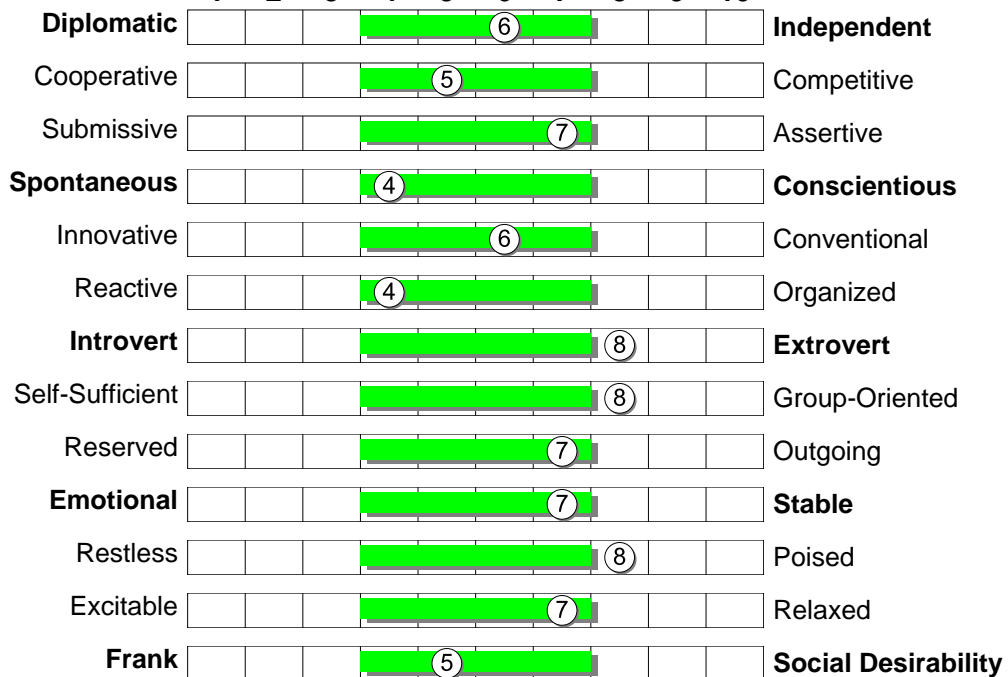 Diplomatic 6 Independent
Cooperative 5 Competitive
Submissive 7 Assertive
Spontaneous 4 Conscientious
Innovative 6 Conventional
Reactive 4 Organized
Introvert 8 Extrovert
Self-Sufficient 8 Group-Oriented
Reserved 7 Outgoing
Emotional 7 Stable
Restless 8 Poised
Excitable 7 Relaxed
Frank 5 Social Desirability